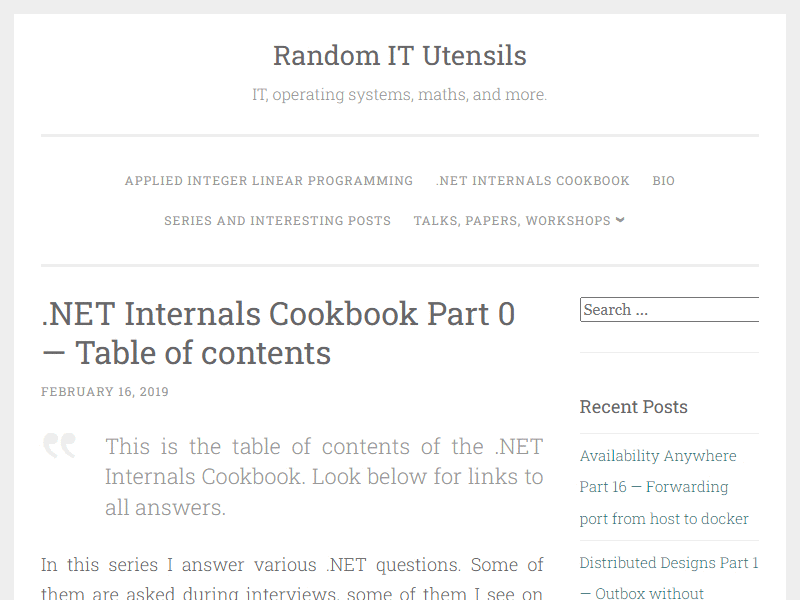 Random IT Utensils
IT, operating systems, maths, and more.
APPLIED INTEGER LINEAR PROGRAMMING .NET INTERNALS COOKBOOK BIO
SERIES AND INTERESTING POSTS TALKS, PAPERS, WORKSHOPS
.NET Internals Cookbook Part 0
— Table of contents
FEBRUARY 16, 2019
This is the table of contents of the .NET
Internals Cookbook. Look below for links to
all answers.
In this series I answer various .NET questions. Some of
them are asked during interviews, some of them I see on
Search ...
Recent Posts
Availability Anywhere
Part 16 — Forwarding
port from host to docker
Distributed Designs Part 1
— Outbox without